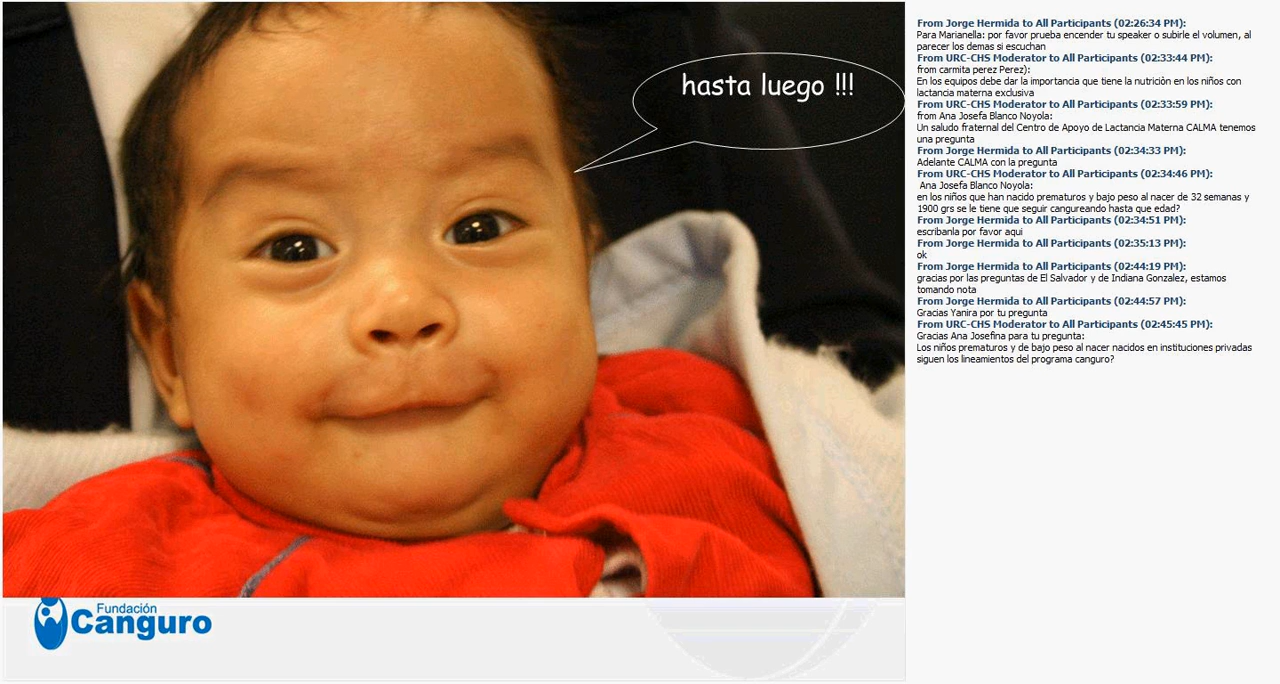 hasta luego !!!
Fundación
Canguro
From Jorge Hermida to All Participants (02:26:34 PM):
Para Marianella: por favor prueba encender tu speaker o subirle el volumen, al
parecer los demas si escuchan
From URC-CHS Moderator to All Participants (02:33:44 PM):
from carmita perez Perez):
En los equipos debe dar la importancia que tiene la nutriciôn en los niños con
lactancia materna exclusiva
From URC-CHS Moderator to All Participants (02:33:59 PM):
from Ana Josefa Blanco Noyola:
Un saludo fraternal del Centro de Apoyo de Lactancia Materna CALMA tenemos
una pregunta
From Jorge Hermida to All Participants (02:34:33 PM):
Adelante CALMA con la pregunta
From URC-CHS Moderator to All Participants (02:34:46 PM):
Ana Josefa Blanco Noyola:
en los niños que han nacido prematuros y bajo peso al nacer de 32 semanas y
1900 grs se le tiene que seguir cangureando hasta que edad?
From Jorge Hermida to All Participants (02:34:51 PM):
escribanla por favor aqui
From Jorge Hermida to All Participants (02:35:13 PM):
ok
From Jorge Hermida to All Participants (02:44:19 PM):
gracias por las preguntas de El Salvador y de Indiana Gonzalez, estamos
tomando nota
From Jorge Hermida to All Participants (02:44:57 PM):
Gracias Yanira por tu pregunta
From URC-CHS Moderator to All Participants (02:45:45 PM):
Gracias Ana Josefina para tu pregunta:
Los niños prematuros y de bajo peso al nacer nacidos en instituciones privadas
siguen los lineamientos del programa canguro?